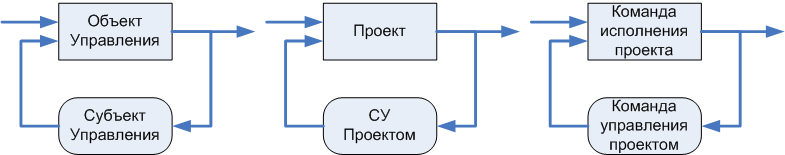 Объект
Управления
Субъект
Управления
Проект
СУ
Проектом
Команда
исполнения
проекта
Команда
управления
проектом